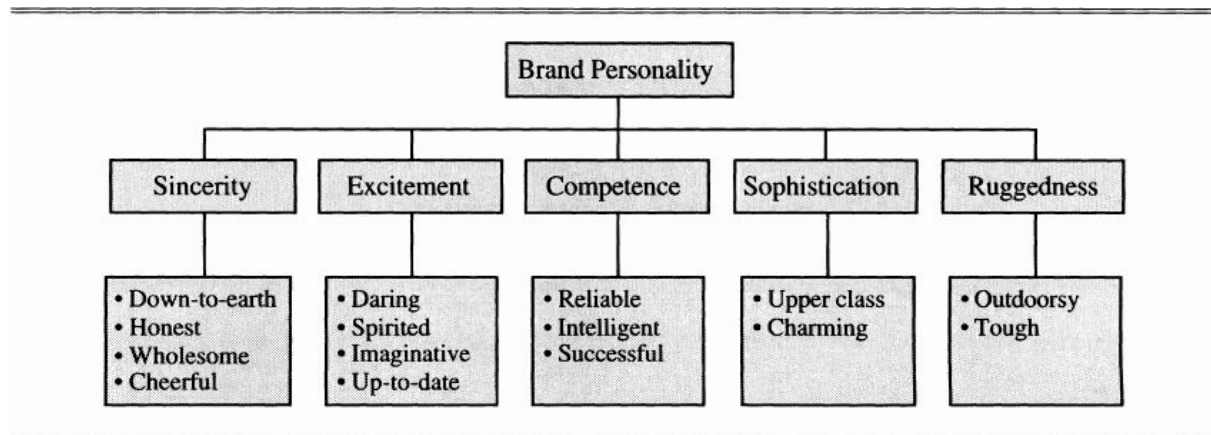 Brand Personality
Sincerity
Excitement
Competence
Sophistication
Ruggedness
• Down-to-earth
• Honest
• Wholesome
• Cheerful
• Daring
• Spirited
• Imaginative
• Up-to-date
• Reliable
• Intelligent
• Successful
• Upper class
• Charming
• Outdoorsy
• Tough